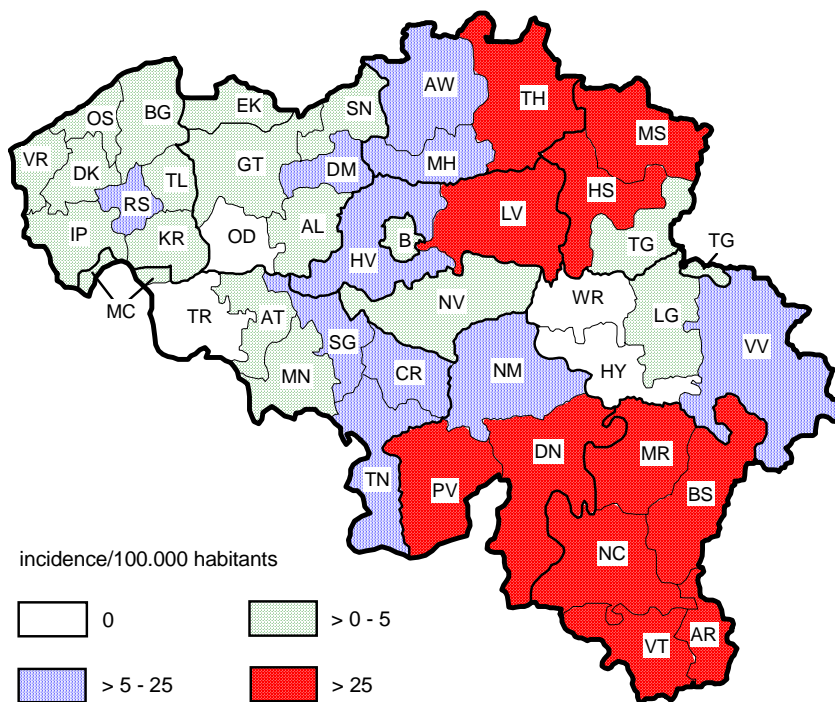 AW
TH
EK
SN
BG
OS
MS
VR
DK
TL
GT
DM
MH
HS
RS
LV
IP
KR
OD
AL
B
TG
TG
HV
MC
TR
AT
NV
WR
LG
SG
VV
MN
CR
NM
HY
DN
MR
TN
PV
BS
NC
AR
VT
incidence/100.000 habitants
0
> 0 - 5
> 5 - 25
> 25